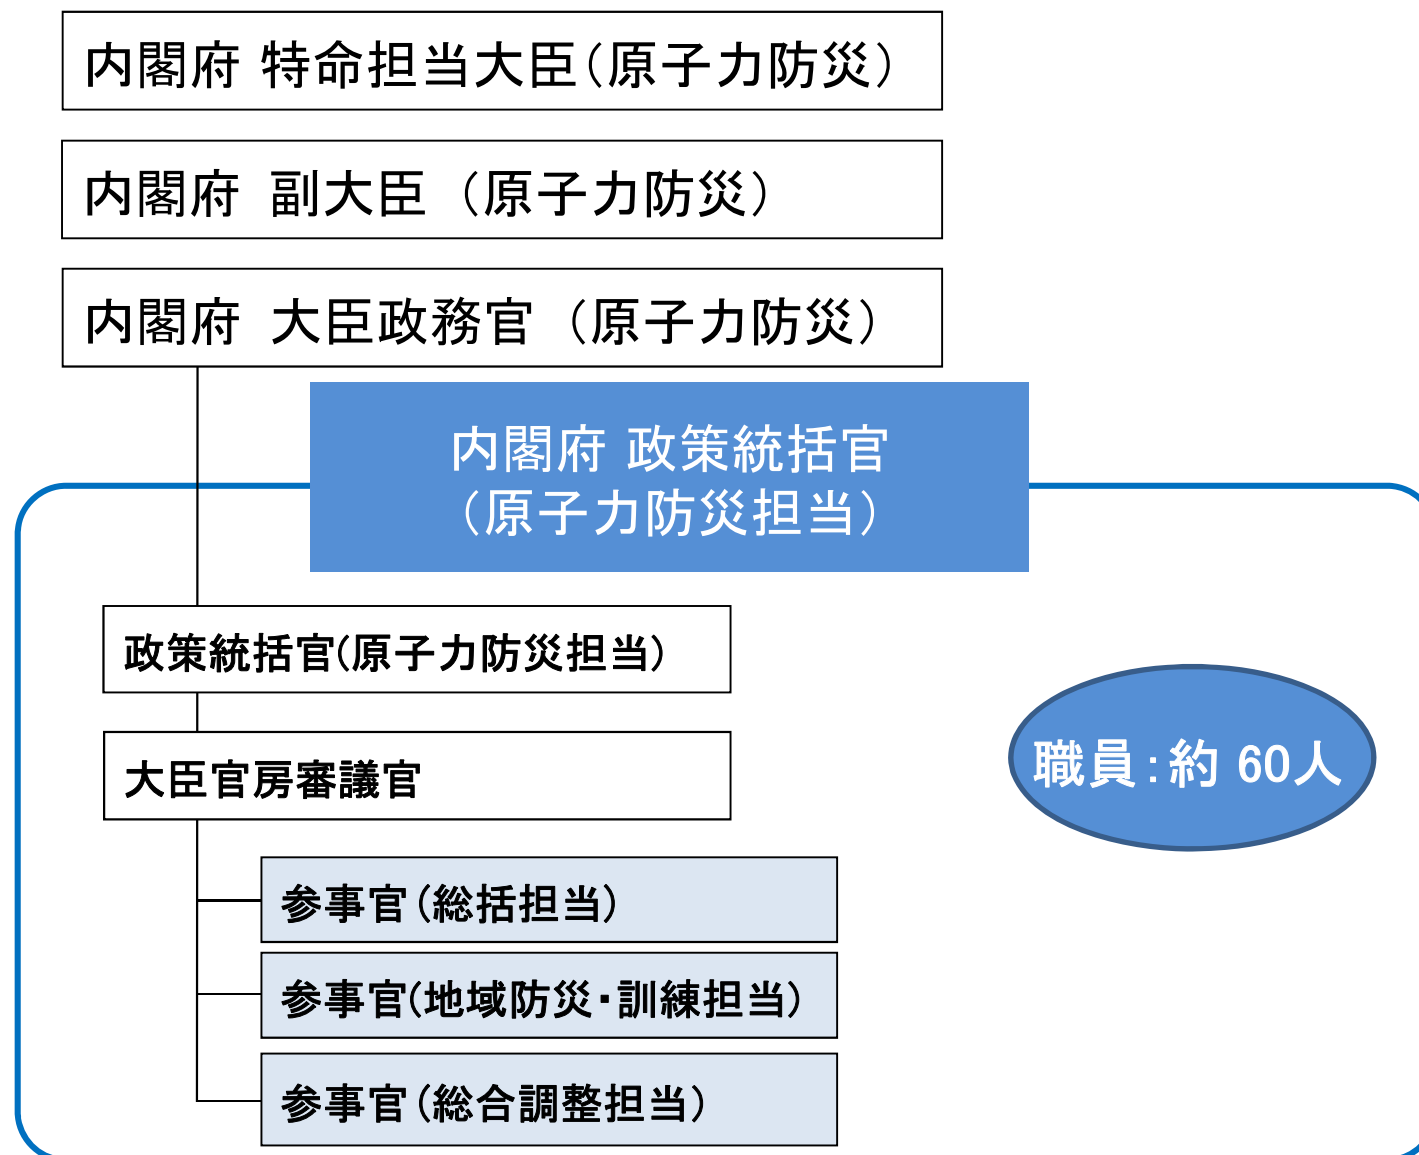 内閣府 特命担当大臣（原子力防災）
内閣府 副大臣（原子力防災）
内閣府 大臣政務官（原子力防災）
内閣府 政策統括官
（原子力防災担当）
政策統括官（原子力防災担当）
大臣官房審議官
職員：約 60人
参事官（総括担当）
参事官（地域防災・訓練担当）
参事官（総合調整担当）